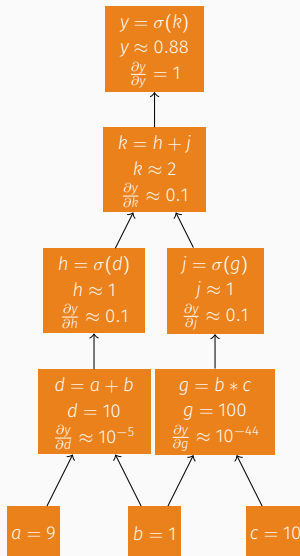 y = σ(k)
y ≈ 0.88
∂y/∂y = 1
k = h + j
k ≈ 2
∂y/∂k ≈ 0.1
h = σ(d)
h ≈ 1
∂y/∂h ≈ 0.1
j = σ(g)
j ≈ 1
∂y/∂j ≈ 0.1
d = a + b
d = 10
∂y/∂d ≈ 10⁻⁵
g = b ∗ c
g = 100
∂y/∂g ≈ 10⁻⁴⁴
a = 9
b = 1
c = 10